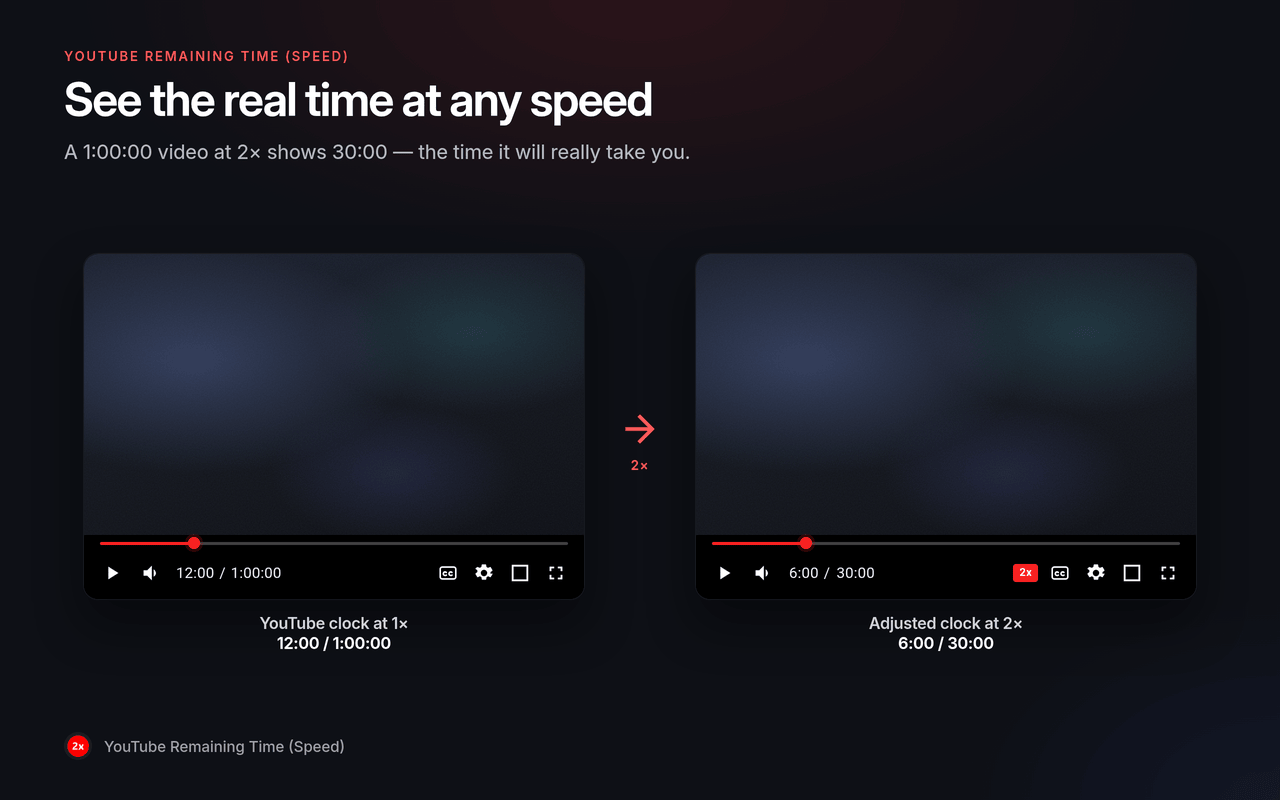 YOUTUBE REMAINING TIME (SPEED)
See the real time at any speed
A 1:00:00 video at 2× shows 30:00 — the time it will really take you.
2×
12:00 / 1:00:00
CC
6:00 / 30:00
2x
CC
YouTube clock at 1×
12:00 / 1:00:00
Adjusted clock at 2×
6:00 / 30:00
2x
YouTube Remaining Time (Speed)